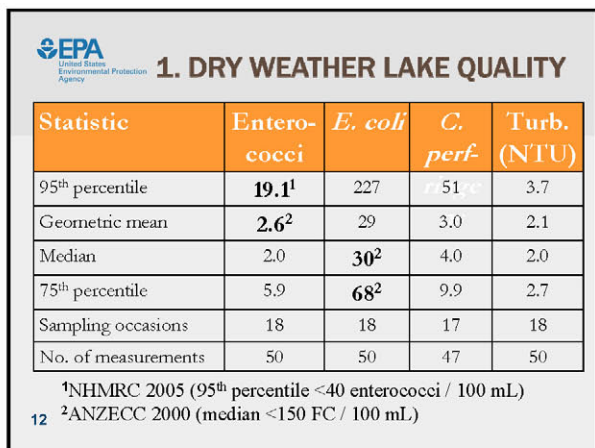 EPA
United States
Environmental Protection
Agency
1. DRY WEATHER LAKE QUALITY
Statistic Entero- E. coli C. Turb.
cocci perf- (NTU)
ringe
95th percentile 19.1¹ 227 51 3.7
Geometric mean 2.6² 29 3.0 2.1
Median 2.0 30² 4.0 2.0
75th percentile 5.9 68² 9.9 2.7
Sampling occasions 18 18 17 18
No. of measurements 50 50 47 50
¹NHMRC 2005 (95th percentile <40 enterococci / 100 mL)
²ANZECC 2000 (median <150 FC / 100 mL)
12